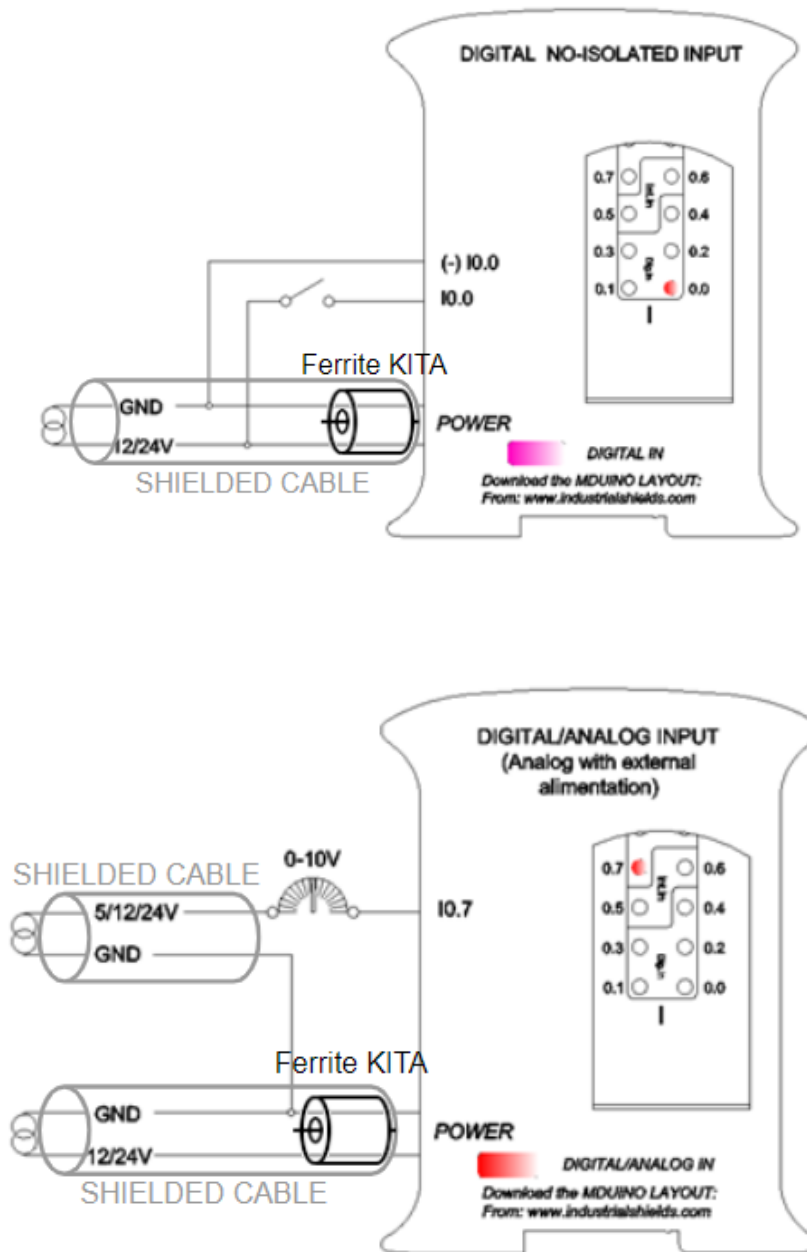 DIGITAL NO-ISOLATED INPUT
0.7 0.6
Int.In
0.5 0.4
0.3 0.2
0.1 0.0
I
(-) I0.0
I0.0
Ferrite KITA
GND
12/24V
SHIELDED CABLE
POWER
DIGITAL IN
Download the MDUINO LAYOUT:
From: www.industrialshields.com
DIGITAL/ANALOG INPUT
(Analog with external
alimentation)
0.7 0.6
Int.In
0.5 0.4
0.3 0.2
0.1 0.0
I
0-10V
SHIELDED CABLE
5/12/24V
I0.7
GND
Ferrite KITA
GND
12/24V
SHIELDED CABLE
POWER
DIGITAL/ANALOG IN
Download the MDUINO LAYOUT:
From: www.industrialshields.com